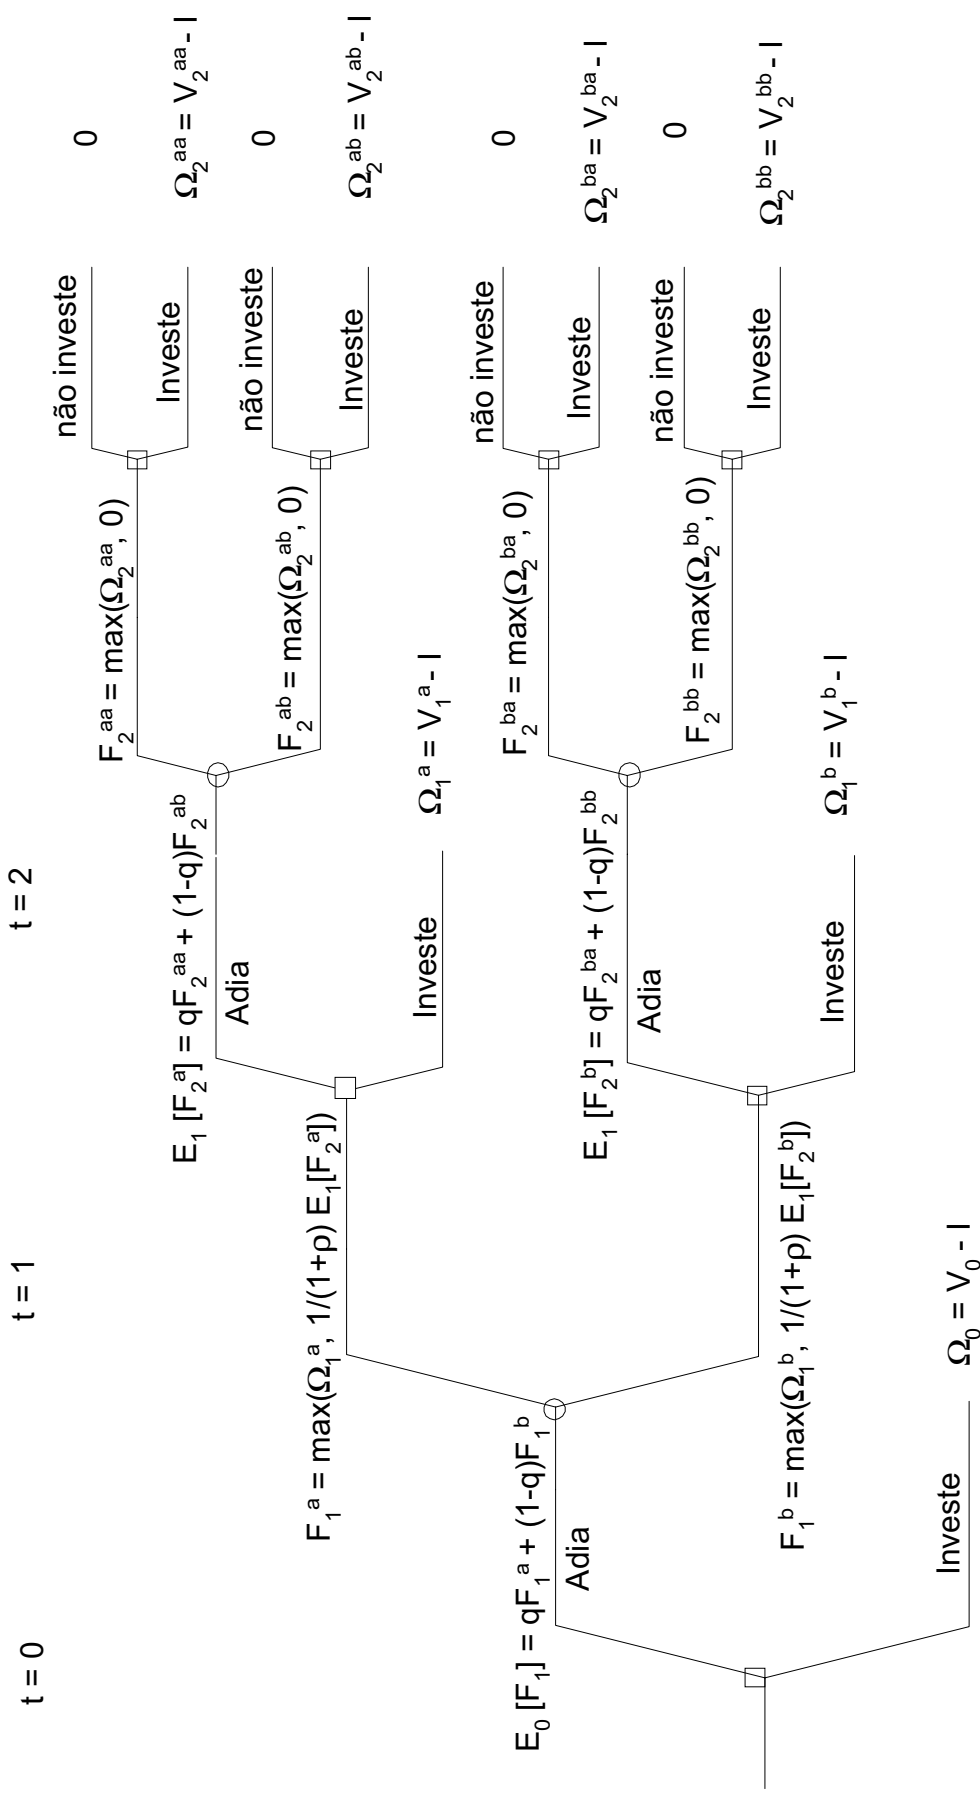 t = 0
t = 1
t = 2
0
Ω₂ᵃᵃ = V₂ᵃᵃ - I
não investe
Investe
F₂ᵃᵃ = max(Ω₂ᵃᵃ, 0)
0
Ω₂ᵃᵇ = V₂ᵃᵇ - I
não investe
Investe
F₂ᵃᵇ = max(Ω₂ᵃᵇ, 0)
E₁ [F₂ᵃ] = qF₂ᵃᵃ + (1-q)F₂ᵃᵇ
Adia
Investe
Ω₁ᵃ = V₁ᵃ - I
F₁ᵃ = max(Ω₁ᵃ, 1/(1+ρ) E₁[F₂ᵃ])
0
Ω₂ᵇᵃ = V₂ᵇᵃ - I
não investe
Investe
F₂ᵇᵃ = max(Ω₂ᵇᵃ, 0)
0
Ω₂ᵇᵇ = V₂ᵇᵇ - I
não investe
Investe
F₂ᵇᵇ = max(Ω₂ᵇᵇ, 0)
E₁ [F₂ᵇ] = qF₂ᵇᵃ + (1-q)F₂ᵇᵇ
Adia
Investe
Ω₁ᵇ = V₁ᵇ - I
E₀ [F₁] = qF₁ᵃ + (1-q)F₁ᵇ
Adia
F₁ᵇ = max(Ω₁ᵇ, 1/(1+ρ) E₁[F₂ᵇ])
Investe
Ω₀ = V₀ - I